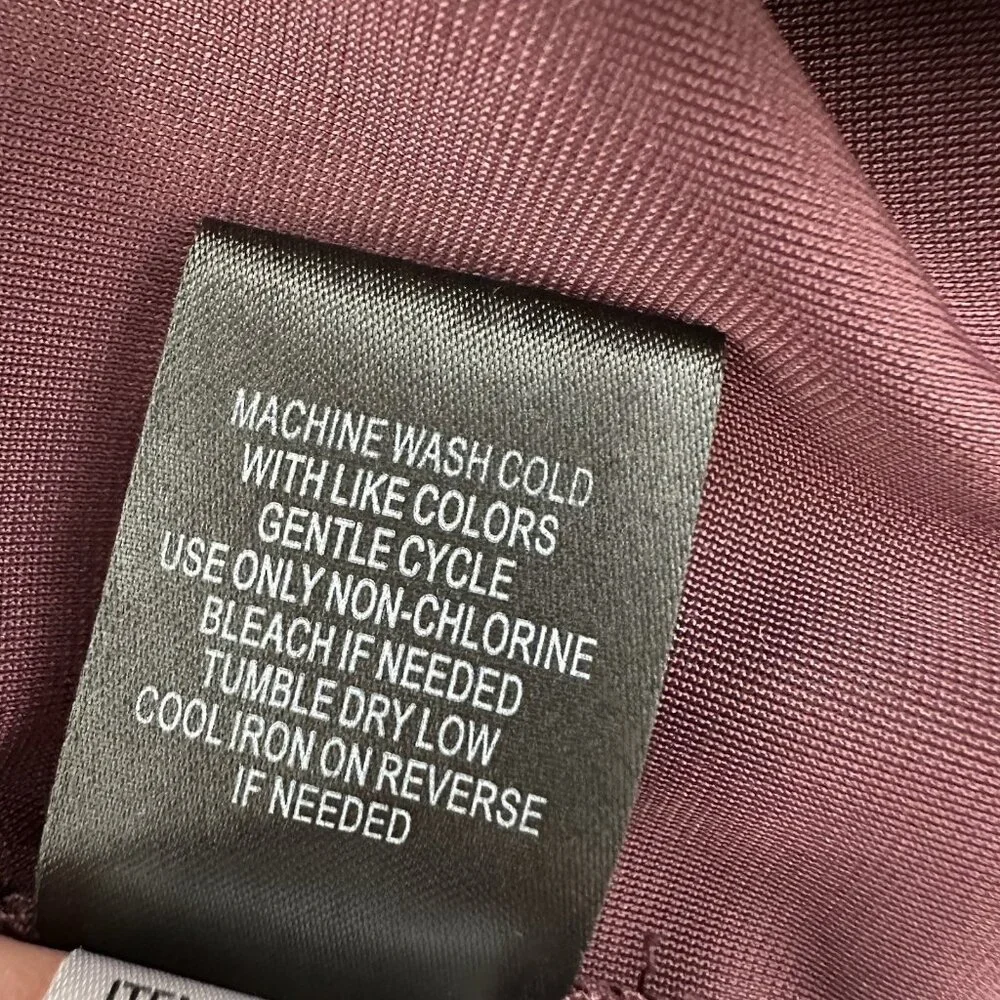 MACHINE WASH COLD
WITH LIKE COLORS
GENTLE CYCLE
USE ONLY NON-CHLORINE
BLEACH IF NEEDED
TUMBLE DRY LOW
COOL IRON ON REVERSE
IF NEEDED